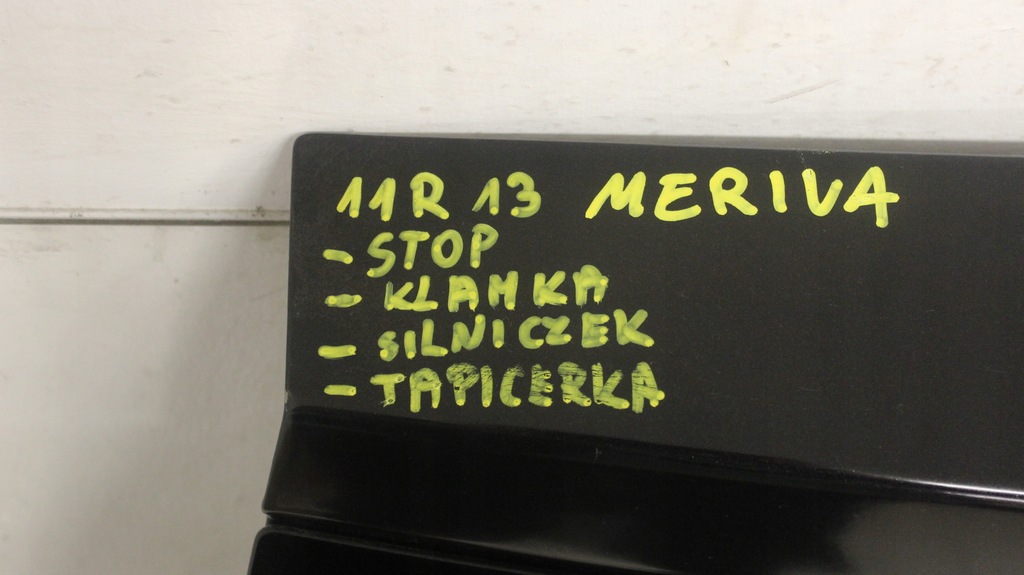 11R 13 MERIVA
- STOP
- KLAMKA
- SILNICZEK
- TAPICERKA